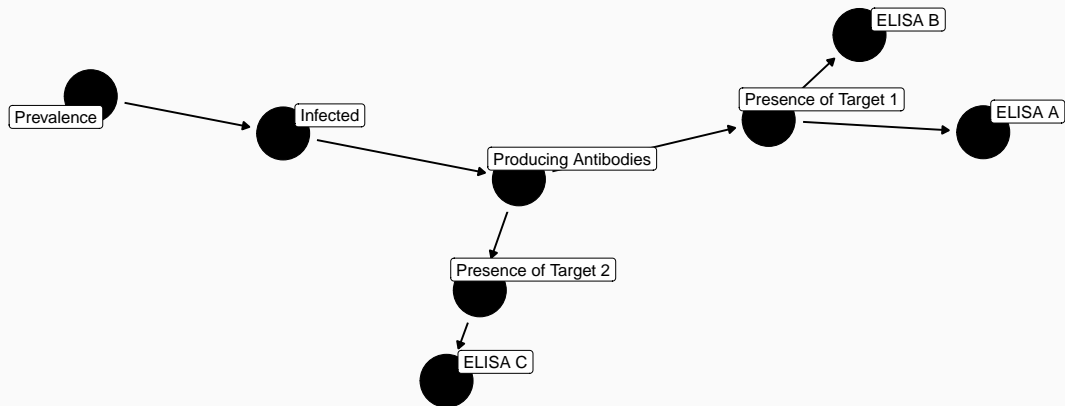 ELISA B
Presence of Target 1
ELISA A
Prevalence
Infected
Producing Antibodies
Presence of Target 2
ELISA C